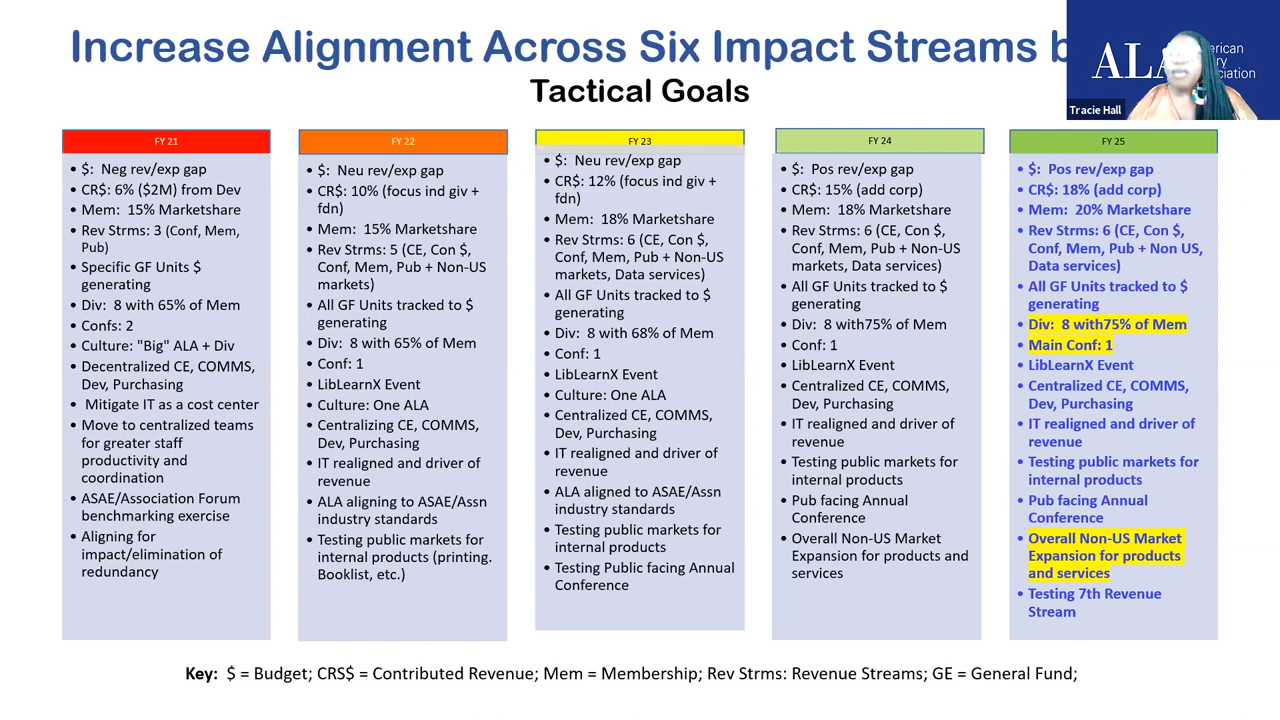 Increase Alignment Across Six Impact Streams
Tactical Goals
ALA
Tracie Hall
FY 21
• $: Neg rev/exp gap
• CR$: 6% ($2M) from Dev
• Mem: 15% Marketshare
• Rev Strms: 3 (Conf, Mem,
Pub)
• Specific GF Units $
generating
• Div: 8 with 65% of Mem
• Confs: 2
• Culture: "Big" ALA + Div
• Decentralized CE, COMMS,
Dev, Purchasing
• Mitigate IT as a cost center
• Move to centralized teams
for greater staff
productivity and
coordination
• ASAE/Association Forum
benchmarking exercise
• Aligning for
impact/elimination of
redundancy
FY 22
• $: Neu rev/exp gap
• CR$: 10% (focus ind giv +
fdn)
• Mem: 15% Marketshare
• Rev Strms: 5 (CE, Con $,
Conf, Mem, Pub + Non-US
markets)
• All GF Units tracked to $
generating
• Div: 8 with 65% of Mem
• Conf: 1
• LibLearnX Event
• Culture: One ALA
• Centralizing CE, COMMS,
Dev, Purchasing
• IT realigned and driver of
revenue
• ALA aligning to ASAE/Assn
industry standards
• Testing public markets for
internal products (printing.
Booklist, etc.)
FY 23
• $: Neu rev/exp gap
• CR$: 12% (focus ind giv +
fdn)
• Mem: 18% Marketshare
• Rev Strms: 6 (CE, Con $,
Conf, Mem, Pub + Non-US
markets, Data services)
• All GF Units tracked to $
generating
• Div: 8 with 68% of Mem
• Conf: 1
• LibLearnX Event
• Culture: One ALA
• Centralized CE, COMMS,
Dev, Purchasing
• IT realigned and driver of
revenue
• ALA aligned to ASAE/Assn
industry standards
• Testing public markets for
internal products
• Testing Public facing Annual
Conference
FY 24
• $: Pos rev/exp gap
• CR$: 15% (add corp)
• Mem: 18% Marketshare
• Rev Strms: 6 (CE, Con $,
Conf, Mem, Pub + Non-US
markets, Data services)
• All GF Units tracked to $
generating
• Div: 8 with75% of Mem
• Conf: 1
• LibLearnX Event
• Centralized CE, COMMS,
Dev, Purchasing
• IT realigned and driver of
revenue
• Testing public markets for
internal products
• Pub facing Annual
Conference
• Overall Non-US Market
Expansion for products and
services
FY 25
• $: Pos rev/exp gap
• CR$: 18% (add corp)
• Mem: 20% Marketshare
• Rev Strms: 6 (CE, Con $,
Conf, Mem, Pub + Non US,
Data services)
• All GF Units tracked to $
generating
• Div: 8 with75% of Mem
• Main Conf: 1
• LibLearnX Event
• Centralized CE, COMMS,
Dev, Purchasing
• IT realigned and driver of
revenue
• Testing public markets for
internal products
• Pub facing Annual
Conference
• Overall Non-US Market
Expansion for products
and services
• Testing 7th Revenue
Stream
Key: $ = Budget; CRS$ = Contributed Revenue; Mem = Membership; Rev Strms: Revenue Streams; GE = General Fund;